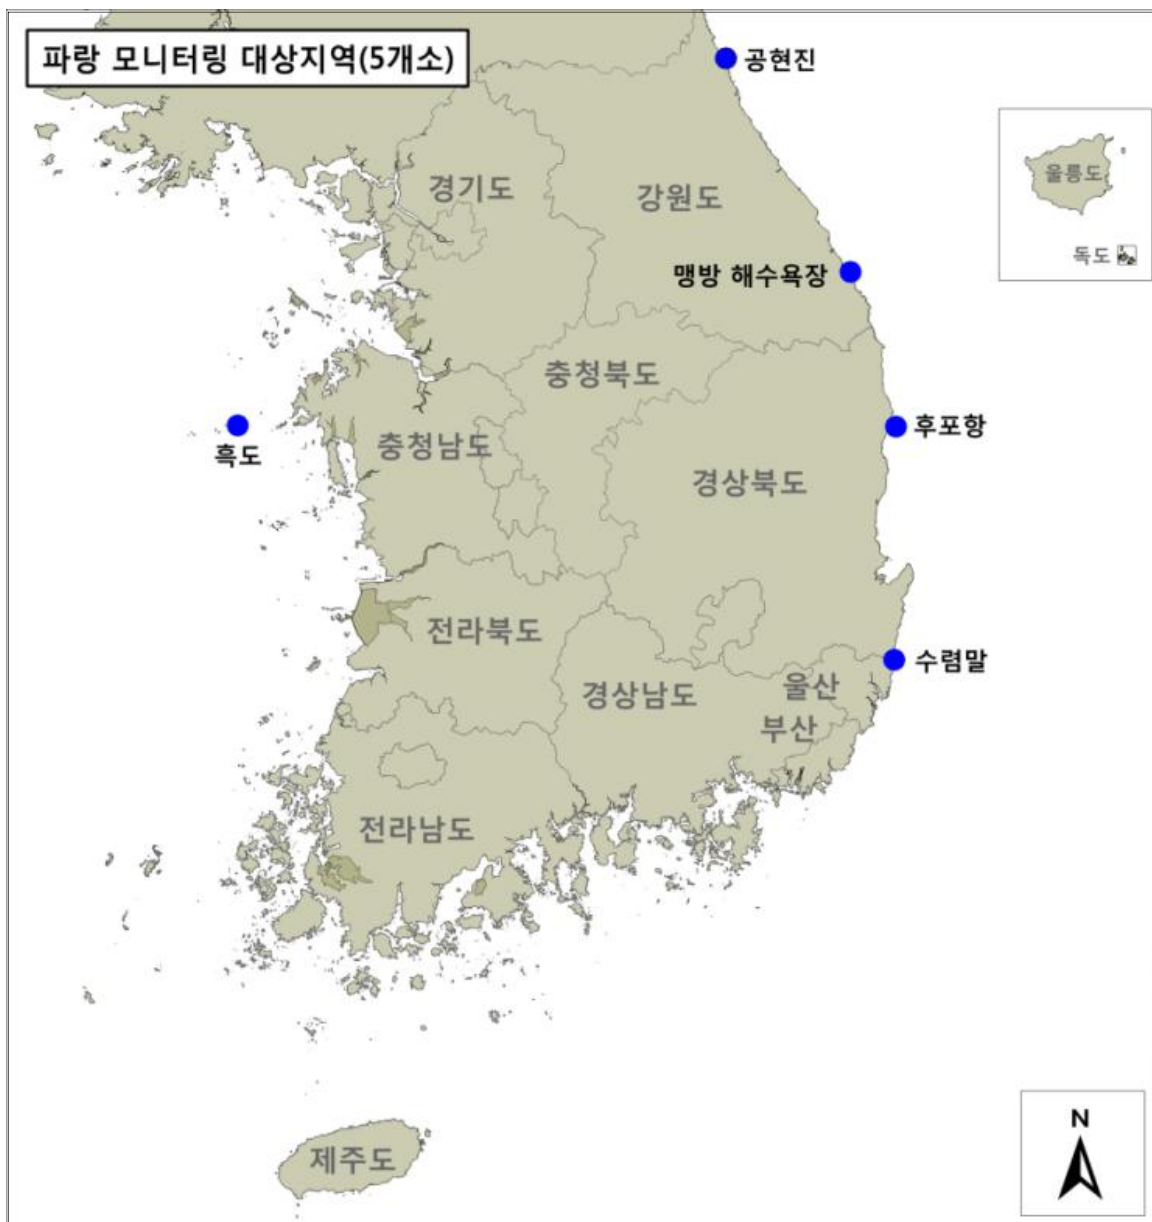 파랑 모니터링 대상지역(5개소)
공현진
경기도
강원도
울릉도
독도
맹방 해수욕장
충청북도
후포항
흑도
충청남도
경상북도
전라북도
수렴말
경상남도
울산
부산
전라남도
제주도
N